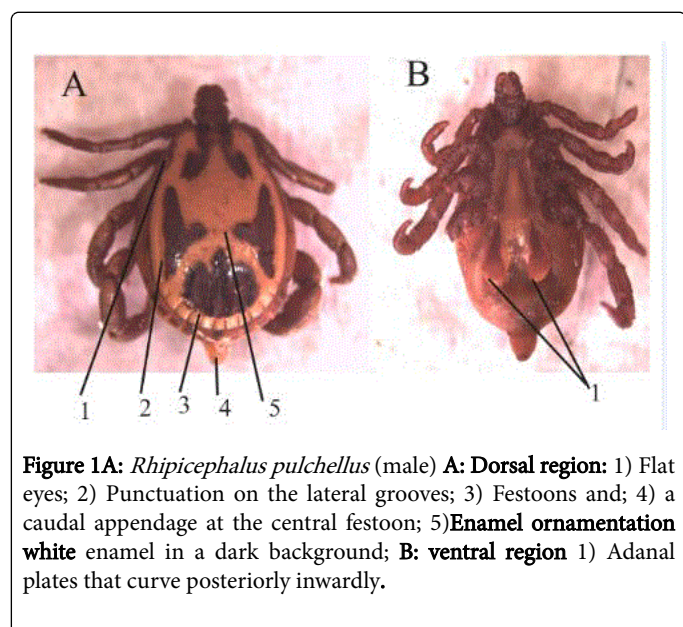 A
B
1
2
3
4
5
1
Figure 1A: Rhipicephalus pulchellus (male) A: Dorsal region: 1) Flat
eyes; 2) Punctuation on the lateral grooves; 3) Festoons and; 4) a
caudal appendage at the central festoon; 5)Enamel ornamentation
white enamel in a dark background; B: ventral region 1) Adanal
plates that curve posteriorly inwardly.